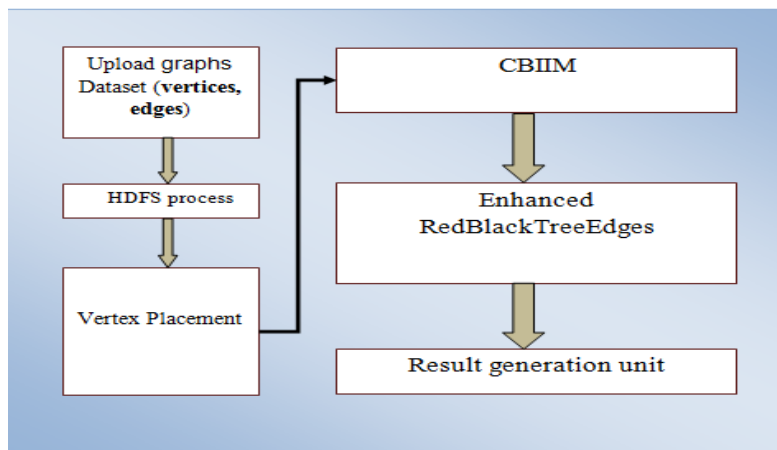 Upload graphs
Dataset (vertices,
edges)
HDFS process
Vertex Placement
CBIIM
Enhanced
RedBlackTreeEdges
Result generation unit